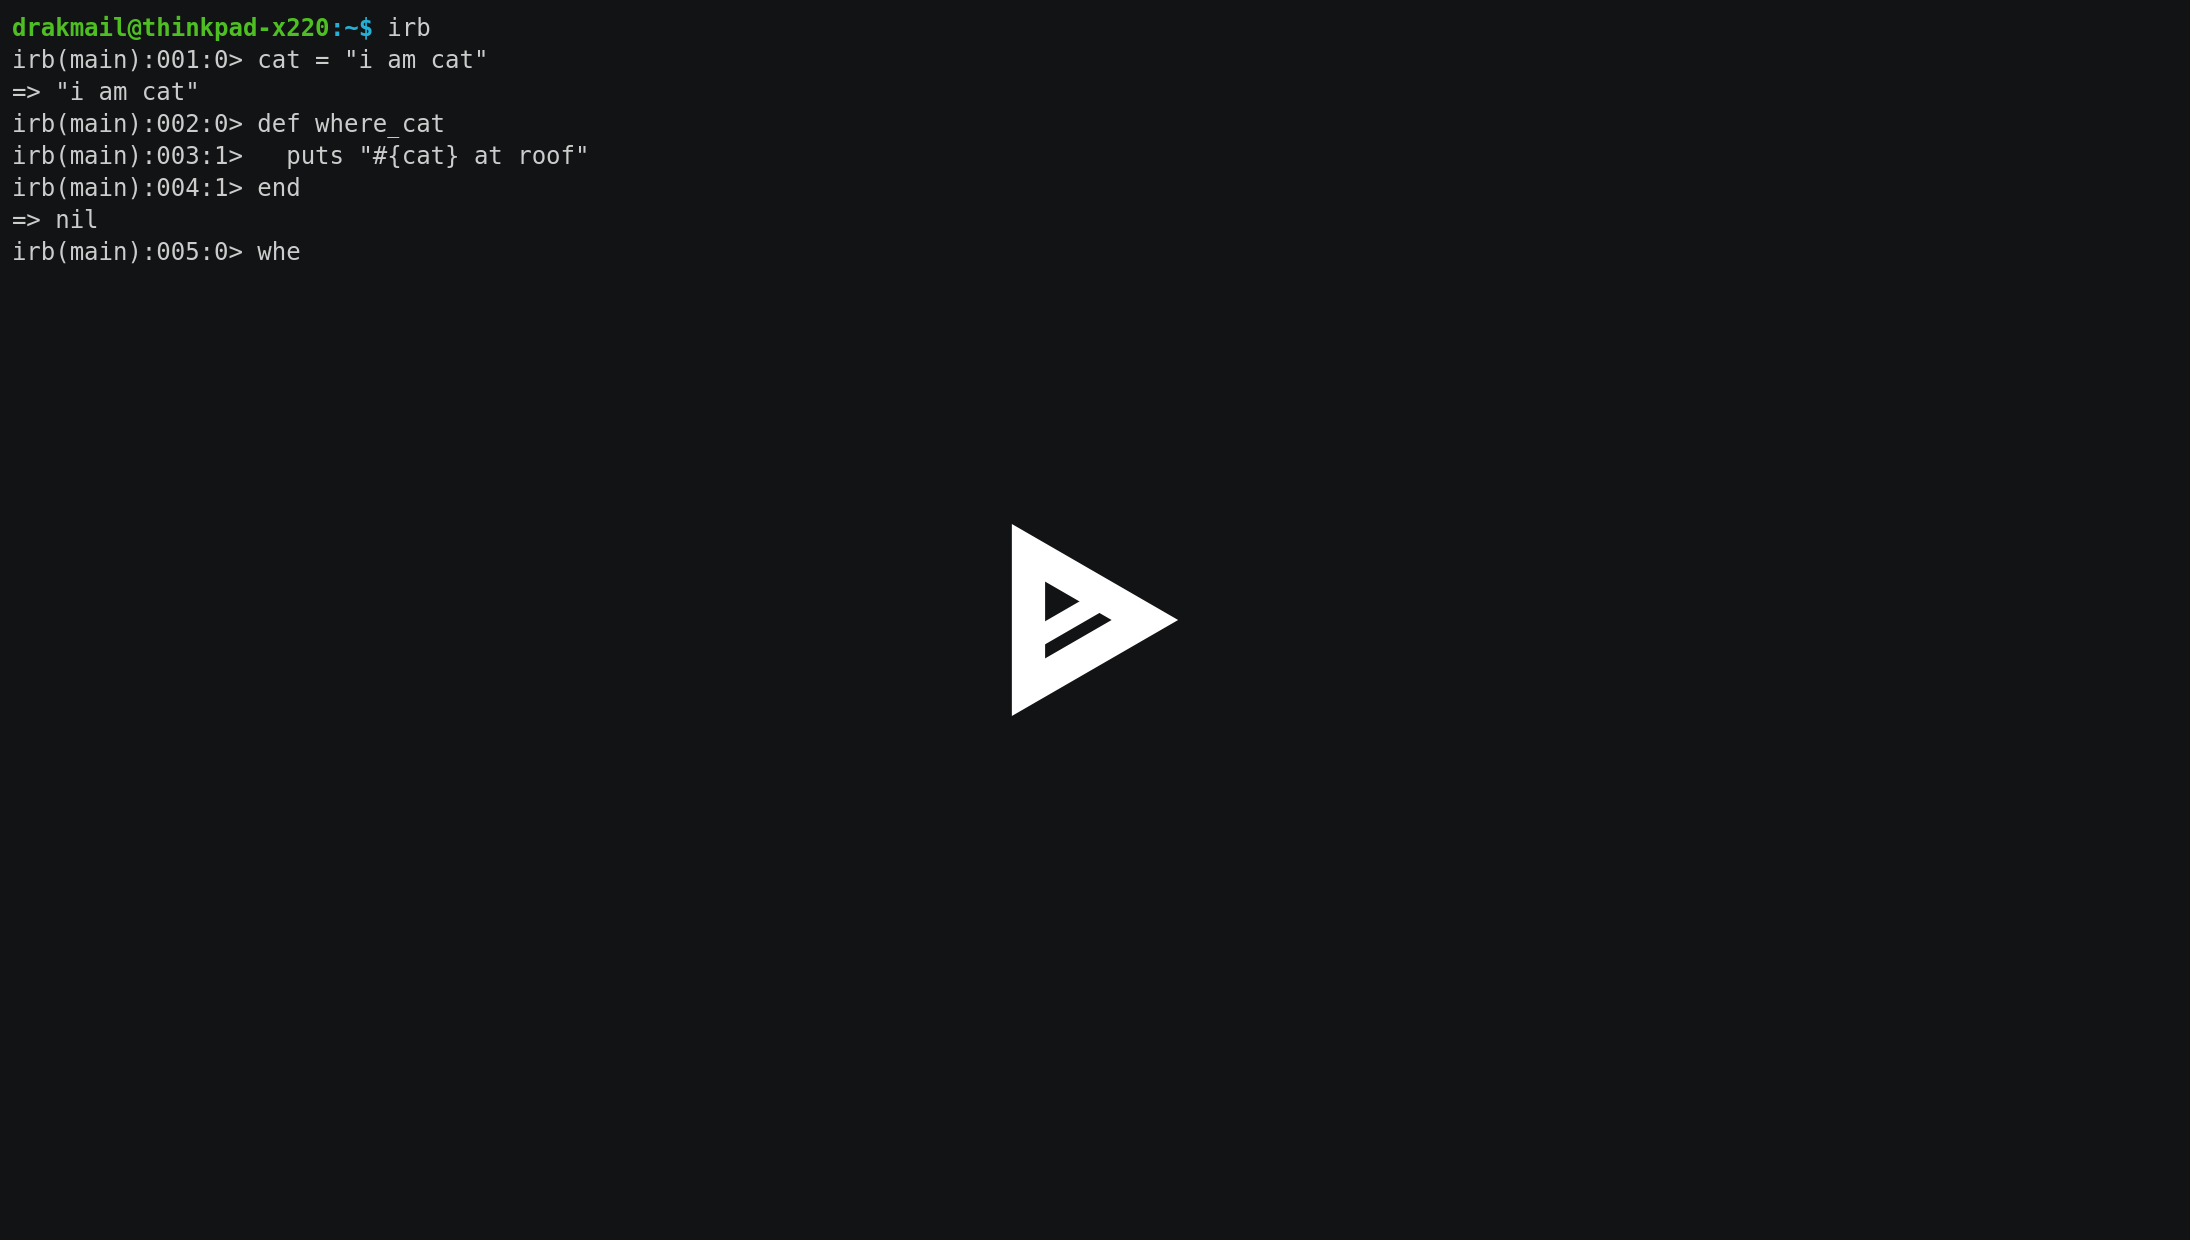 drakmail@thinkpad-x220:~$ irb
irb(main):001:0> cat = "i am cat"
=> "i am cat"
irb(main):002:0> def where_cat
irb(main):003:1>   puts "#{cat} at roof"
irb(main):004:1> end
=> nil
irb(main):005:0> whe